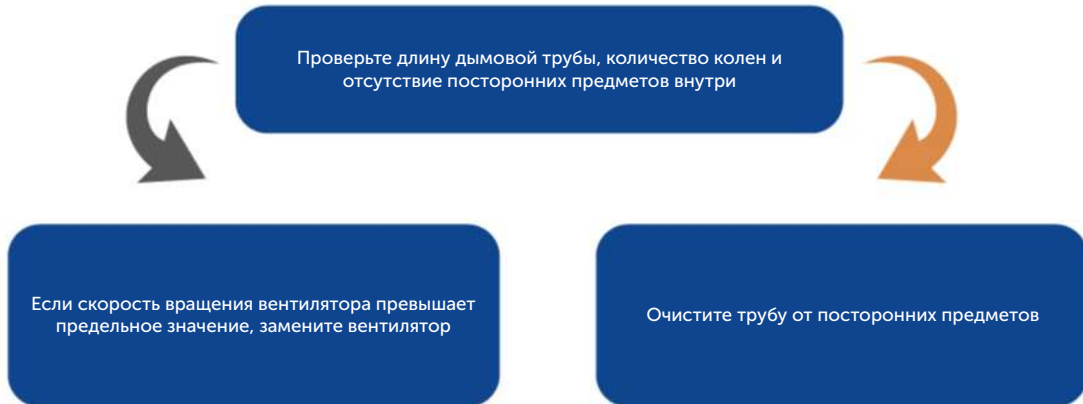 Проверьте длину дымовой трубы, количество колен и
отсутствие посторонних предметов внутри
Если скорость вращения вентилятора превышает
предельное значение, замените вентилятор
Очистите трубу от посторонних предметов